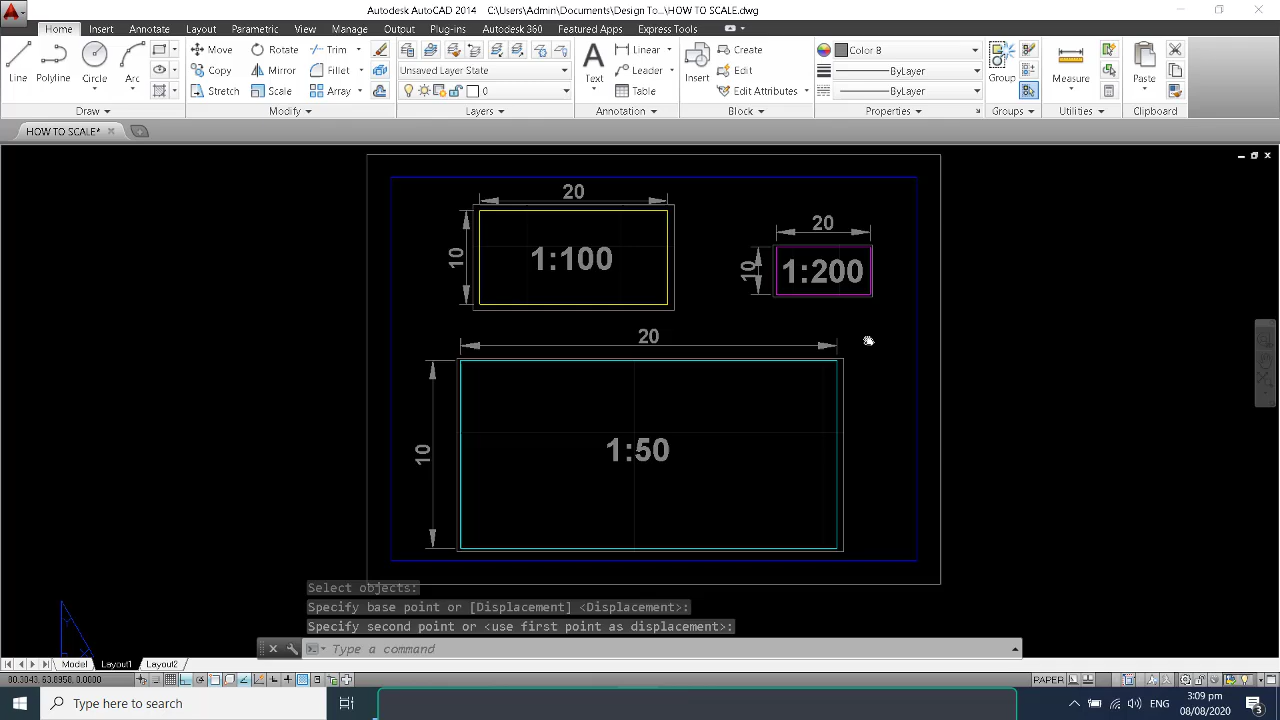 Autodesk AutoCAD 2014 C:\Users\Admin\Documents\Design To...\HOW TO SCALE.dwg
Home Insert Annotate Layout Parametric View Manage Output Plug-ins Autodesk 360 Featured Apps Express Tools
Line Polyline Circle Arc
Move Rotate Trim
Copy Mirror Fillet
Stretch Scale Array
Unsaved Layer State
0
Text
Linear
Leader
Table
Insert
Create
Edit
Edit Attributes
Color 8
ByLayer
ByLayer
Group
Measure
Paste
Draw Modify Layers Annotation Block Properties Groups Utilities Clipboard
HOW TO SCALE*
20
10
1:100
20
10
1:200
20
10
1:50
Select objects:
Specify base point or [Displacement] <Displacement>:
Specify second point or <use first point as displacement>:
Type a command
Model Layout1 Layout2
PAPER
Type here to search
ENG
3:09 pm
08/08/2020
3